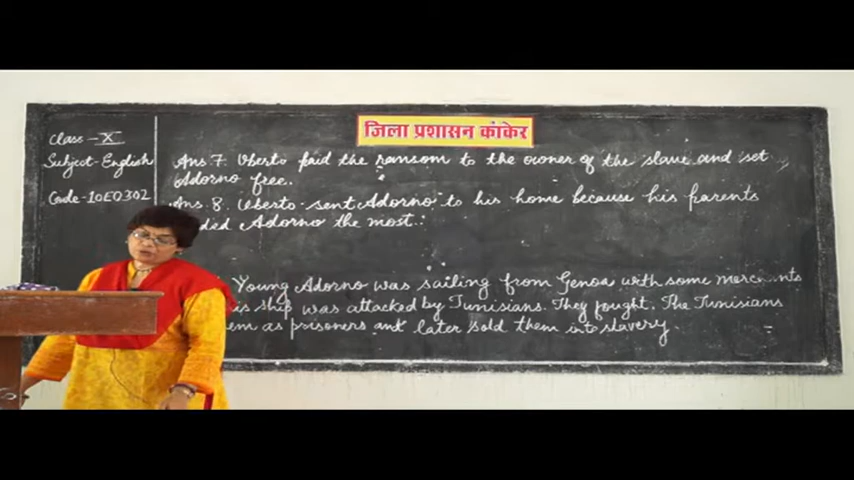 जिला प्रशासन कांकेर
Class - X
Subject - English
Code - 10E0302
Ans 7. Uberto paid the ransom to the owner of the slave and set
Adorno free.
Ans. 8. Uberto sent Adorno to his home because his parents
ded Adorno the most.
Young Adorno was sailing from Genoa with some merchants
is ship was attacked by Tunisians. They fought. The Tunisians
em as prisoners and later sold them into slavery.